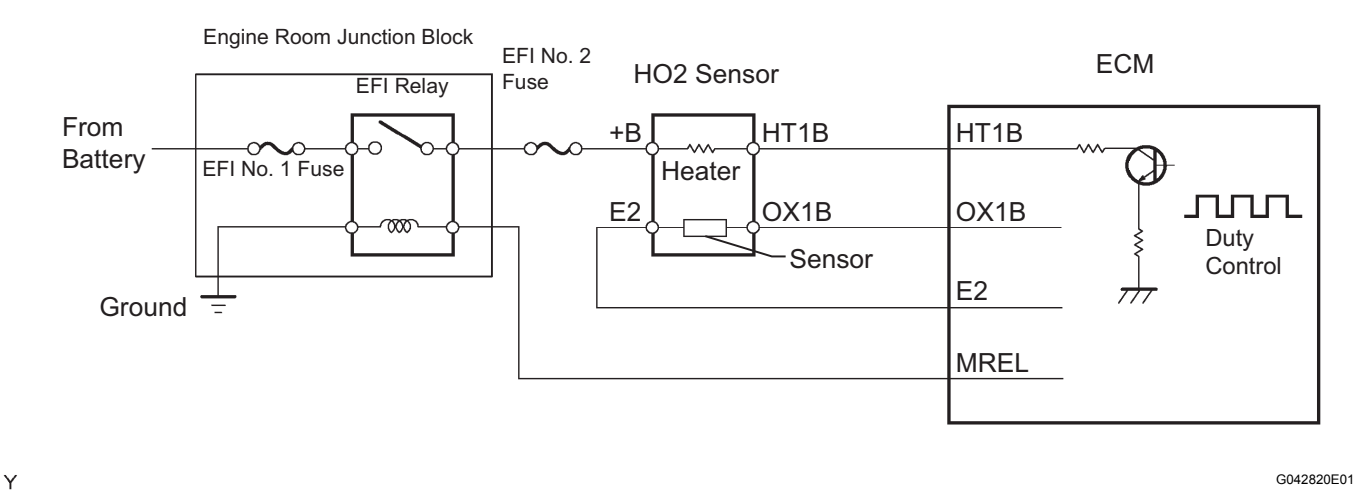 Engine Room Junction Block
EFI No. 2
Fuse
HO2 Sensor
ECM
EFI Relay
From
Battery
EFI No. 1 Fuse
+B
HT1B
HT1B
Heater
E2
OX1B
OX1B
Sensor
Duty
Control
Ground
E2
MREL
Y
G042820E01